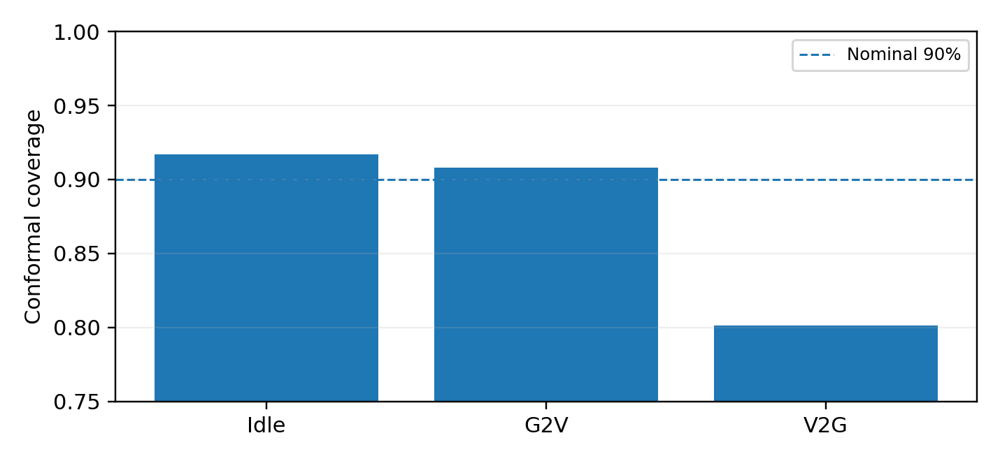 1.00
0.95
0.90
0.85
0.80
0.75
Conformal coverage
Nominal 90%
Idle
G2V
V2G